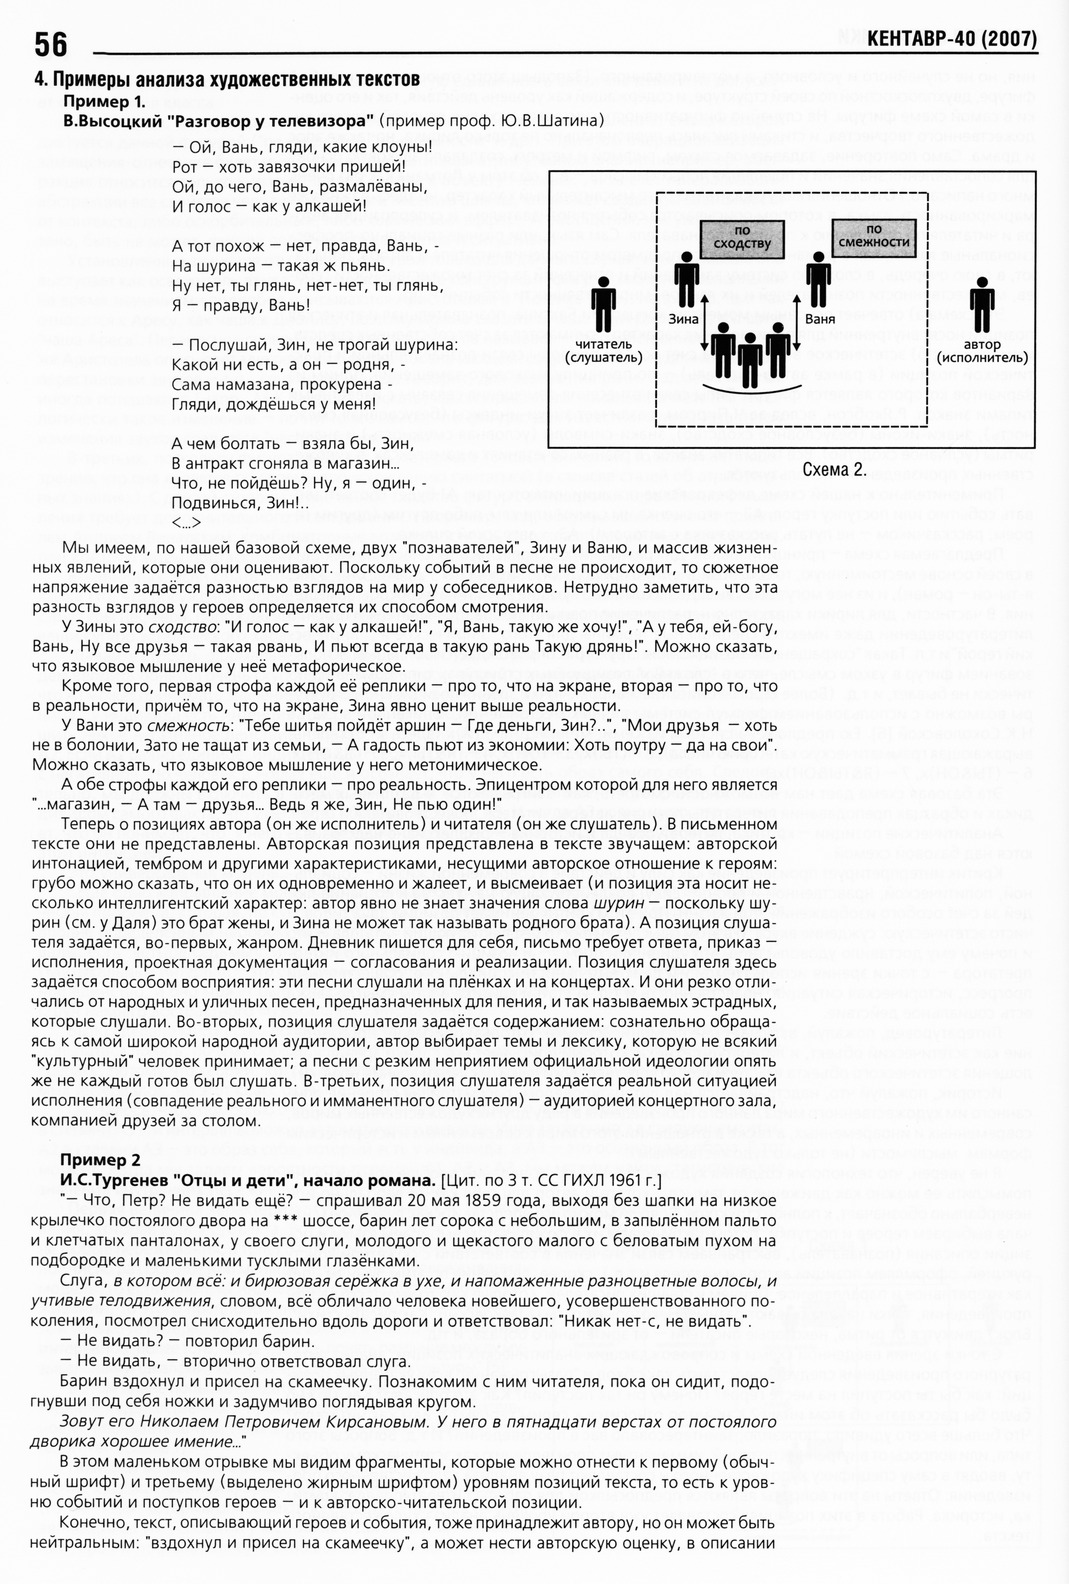 56
КЕНТАВР-40 (2007)
4. Примеры анализа художественных текстов
Пример 1.
В.Высоцкий "Разговор у телевизора" (пример проф. Ю.В.Шатина)
— Ой, Вань, гляди, какие клоуны!
Рот — хоть завязочки пришей!
Ой, до чего, Вань, размалёваны,
И голос — как у алкашей!
А тот похож — нет, правда, Вань, -
На шурина — такая ж пьянь.
Ну нет, ты глянь, нет-нет, ты глянь,
Я — правду, Вань!
— Послушай, Зин, не трогай шурина:
Какой ни есть, а он — родня, -
Сама намазана, прокурена -
Гляди, дождёшься у меня!
А чем болтать — взяла бы, Зин,
В антракт сгоняла в магазин...
Что, не пойдёшь? Ну, я — один, -
Подвинься, Зин!..
<...>
по
сходству
по
смежности
Зина
Ваня
читатель
(слушатель)
автор
(исполнитель)
Схема 2.
Мы имеем, по нашей базовой схеме, двух "познавателей", Зину и Ваню, и массив жизнен-
ных явлений, которые они оценивают. Поскольку событий в песне не происходит, то сюжетное
напряжение задаётся разностью взглядов на мир у собеседников. Нетрудно заметить, что эта
разность взглядов у героев определяется их способом смотрения.
У Зины это сходство: "И голос — как у алкашей!", "Я, Вань, такую же хочу!", "А у тебя, ей-богу,
Вань, Ну все друзья — такая рвань, И пьют всегда в такую рань Такую дрянь!". Можно сказать,
что языковое мышление у неё метафорическое.
Кроме того, первая строфа каждой её реплики — про то, что на экране, вторая — про то, что
в реальности, причём то, что на экране, Зина явно ценит выше реальности.
У Вани это смежность: "Тебе шитья пойдёт аршин — Где деньги, Зин?..", "Мои друзья — хоть
не в болонии, Зато не тащат из семьи, — А гадость пьют из экономии: Хоть поутру — да на свои".
Можно сказать, что языковое мышление у него метонимическое.
А обе строфы каждой его реплики — про реальность. Эпицентром которой для него является
"...магазин, — А там — друзья... Ведь я же, Зин, Не пью один!"
Теперь о позициях автора (он же исполнитель) и читателя (он же слушатель). В письменном
тексте они не представлены. Авторская позиция представлена в тексте звучащем: авторской
интонацией, тембром и другими характеристиками, несущими авторское отношение к героям:
грубо можно сказать, что он их одновременно и жалеет, и высмеивает (и позиция эта носит не-
сколько интеллигентский характер: автор явно не знает значения слова шурин — поскольку шу-
рин (см. у Даля) это брат жены, и Зина не может так называть родного брата). А позиция слуша-
теля задаётся, во-первых, жанром. Дневник пишется для себя, письмо требует ответа, приказ —
исполнения, проектная документация — согласования и реализации. Позиция слушателя здесь
задаётся способом восприятия: эти песни слушали на плёнках и на концертах. И они резко отли-
чались от народных и уличных песен, предназначенных для пения, и так называемых эстрадных,
которые слушали. Во-вторых, позиция слушателя задаётся содержанием: сознательно обраща-
ясь к самой широкой народной аудитории, автор выбирает темы и лексику, которую не всякий
"культурный" человек принимает; а песни с резким неприятием официальной идеологии опять
же не каждый готов был слушать. В-третьих, позиция слушателя задаётся реальной ситуацией
исполнения (совпадение реального и имманентного слушателя) — аудиторией концертного зала,
компанией друзей за столом.
Пример 2
И.С.Тургенев "Отцы и дети", начало романа. [Цит. по 3 т. СС ГИХЛ 1961 г.]
"— Что, Петр? Не видать ещё? — спрашивал 20 мая 1859 года, выходя без шапки на низкое
крылечко постоялого двора на *** шоссе, барин лет сорока с небольшим, в запылённом пальто
и клетчатых панталонах, у своего слуги, молодого и щекастого малого с беловатым пухом на
подбородке и маленькими тусклыми глазёнками.
Слуга, в котором всё: и бирюзовая серёжка в ухе, и напомаженные разноцветные волосы, и
учтивые телодвижения, словом, всё обличало человека новейшего, усовершенствованного по-
коления, посмотрел снисходительно вдоль дороги и ответствовал: "Никак нет-с, не видать".
— Не видать? — повторил барин.
— Не видать, — вторично ответствовал слуга.
Барин вздохнул и присел на скамеечку. Познакомим с ним читателя, пока он сидит, подо-
гнувши под себя ножки и задумчиво поглядывая кругом.
Зовут его Николаем Петровичем Кирсановым. У него в пятнадцати верстах от постоялого
дворика хорошее имение..."
В этом маленьком отрывке мы видим фрагменты, которые можно отнести к первому (обыч-
ный шрифт) и третьему (выделено жирным шрифтом) уровням позиций текста, то есть к уров-
ню событий и поступков героев — и к авторско-читательской позиции.
Конечно, текст, описывающий героев и события, тоже принадлежит автору, но он может быть
нейтральным: "вздохнул и присел на скамеечку", а может нести авторскую оценку, в описании